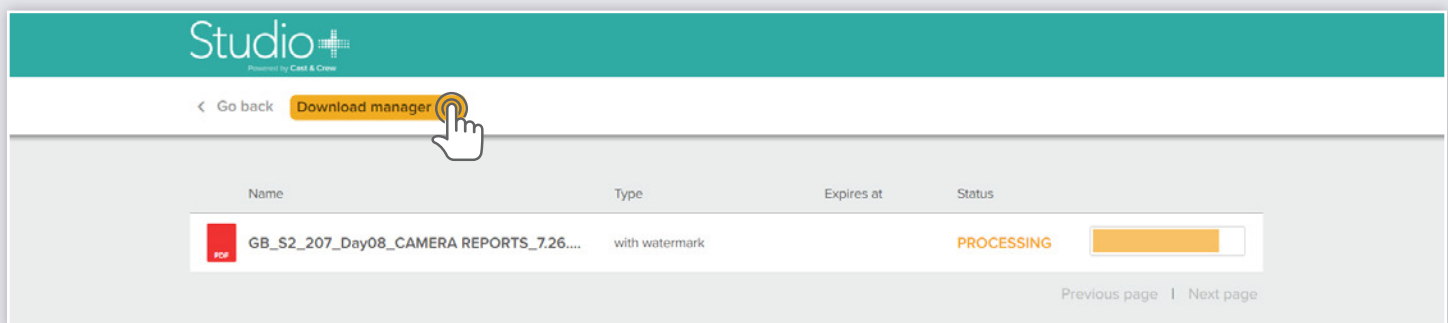 Studio+
Powered by Cast & Crew
< Go back Download manager
Name Type Expires at Status
PDF GB_S2_207_Day08_CAMERA REPORTS_7.26.... with watermark PROCESSING
Previous page | Next page